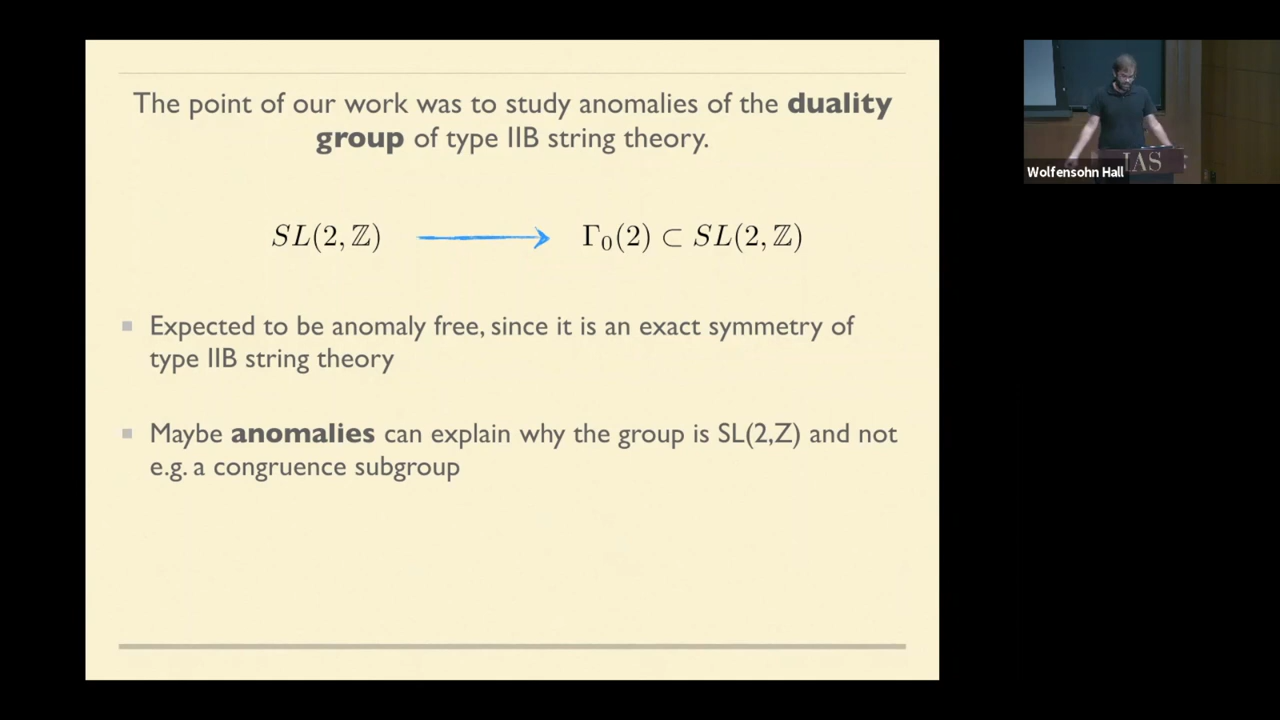 The point of our work was to study anomalies of the duality
group of type IIB string theory.
SL(2,ℤ) → Γ₀(2) ⊂ SL(2,ℤ)
Expected to be anomaly free, since it is an exact symmetry of
type IIB string theory
Maybe anomalies can explain why the group is SL(2,Z) and not
e.g. a congruence subgroup
IAS
Wolfensohn Hall